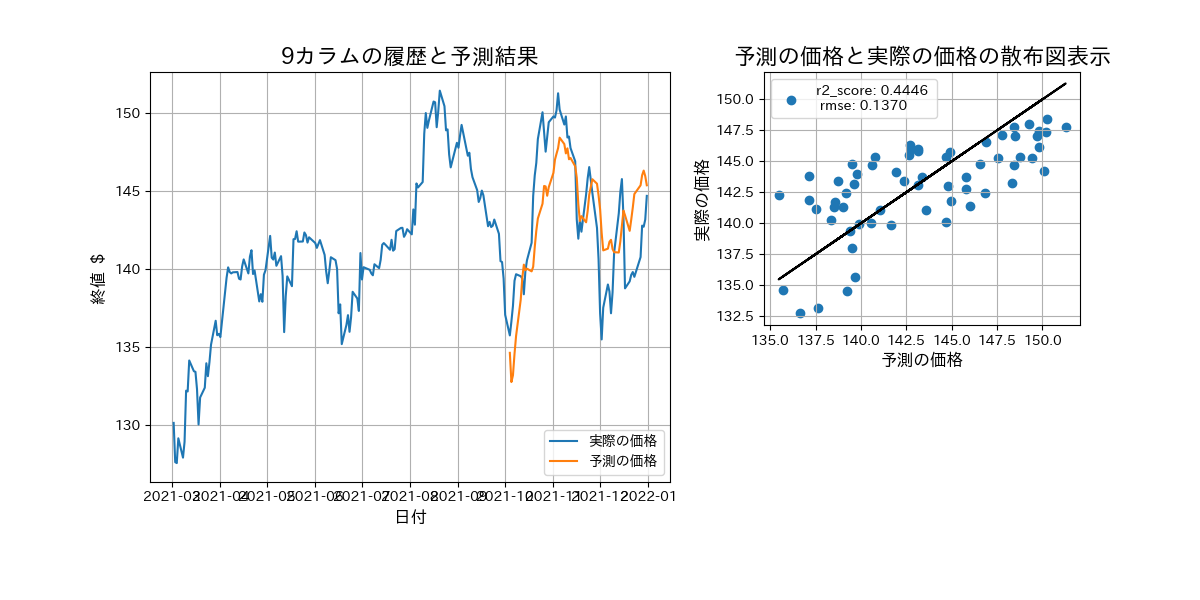 9カラムの履歴と予測結果
終値 $
150
145
140
135
130
実際の価格
予測の価格
2021-03 2021-04 2021-05 2021-06 2021-07 2021-08 2021-09 2021-10 2021-11 2021-12 2022-01
日付
予測の価格と実際の価格の散布図表示
実際の価格
r2_score: 0.4446
rmse: 0.1370
150.0
147.5
145.0
142.5
140.0
137.5
135.0
132.5
135.0 137.5 140.0 142.5 145.0 147.5 150.0
予測の価格